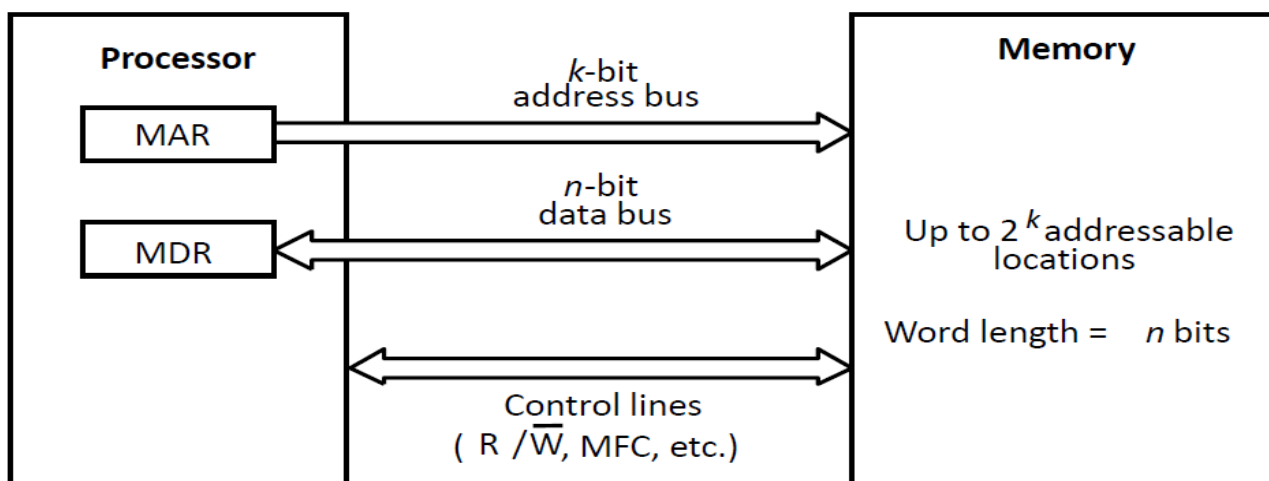 Processor
Memory
k-bit
address bus
MAR
n-bit
data bus
MDR
Up to 2^k addressable
locations
Word length = n bits
Control lines
( R / W̅, MFC, etc.)